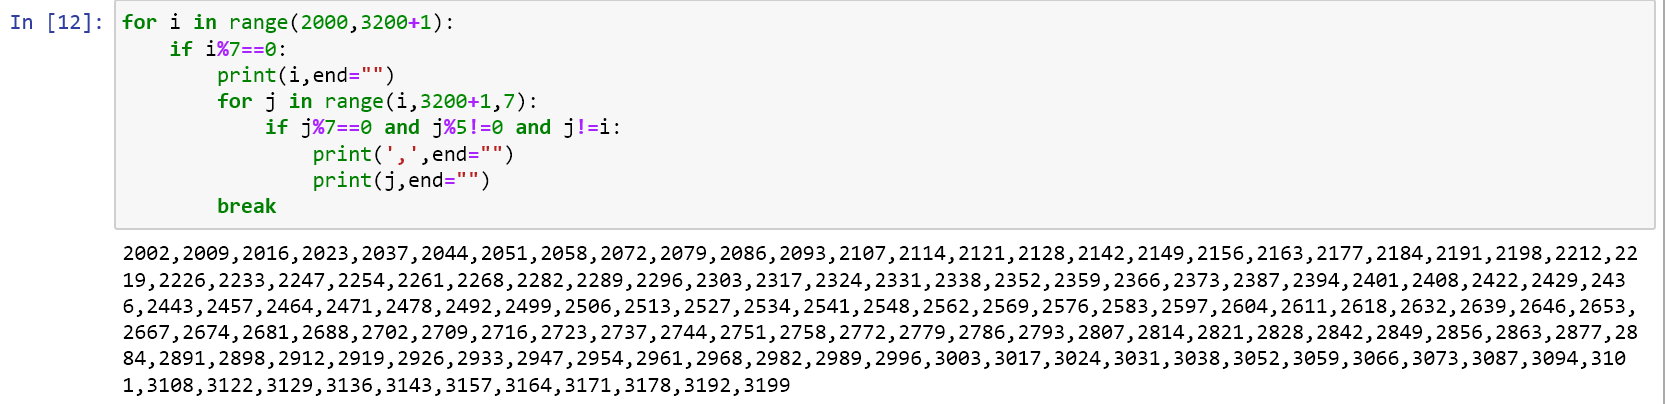 In [12]: for i in range(2000,3200+1):
    if i%7==0:
        print(i,end="")
        for j in range(i,3200+1,7):
            if j%7==0 and j%5!=0 and j!=i:
                print(',',end="")
                print(j,end="")
        break
2002,2009,2016,2023,2037,2044,2051,2058,2072,2079,2086,2093,2107,2114,2121,2128,2142,2149,2156,2163,2177,2184,2191,2198,2212,22
19,2226,2233,2247,2254,2261,2268,2282,2289,2296,2303,2317,2324,2331,2338,2352,2359,2366,2373,2387,2394,2401,2408,2422,2429,243
6,2443,2457,2464,2471,2478,2492,2499,2506,2513,2527,2534,2541,2548,2562,2569,2576,2583,2597,2604,2611,2618,2632,2639,2646,2653,
2667,2674,2681,2688,2702,2709,2716,2723,2737,2744,2751,2758,2772,2779,2786,2793,2807,2814,2821,2828,2842,2849,2856,2863,2877,28
84,2891,2898,2912,2919,2926,2933,2947,2954,2961,2968,2982,2989,2996,3003,3017,3024,3031,3038,3052,3059,3066,3073,3087,3094,310
1,3108,3122,3129,3136,3143,3157,3164,3171,3178,3192,3199